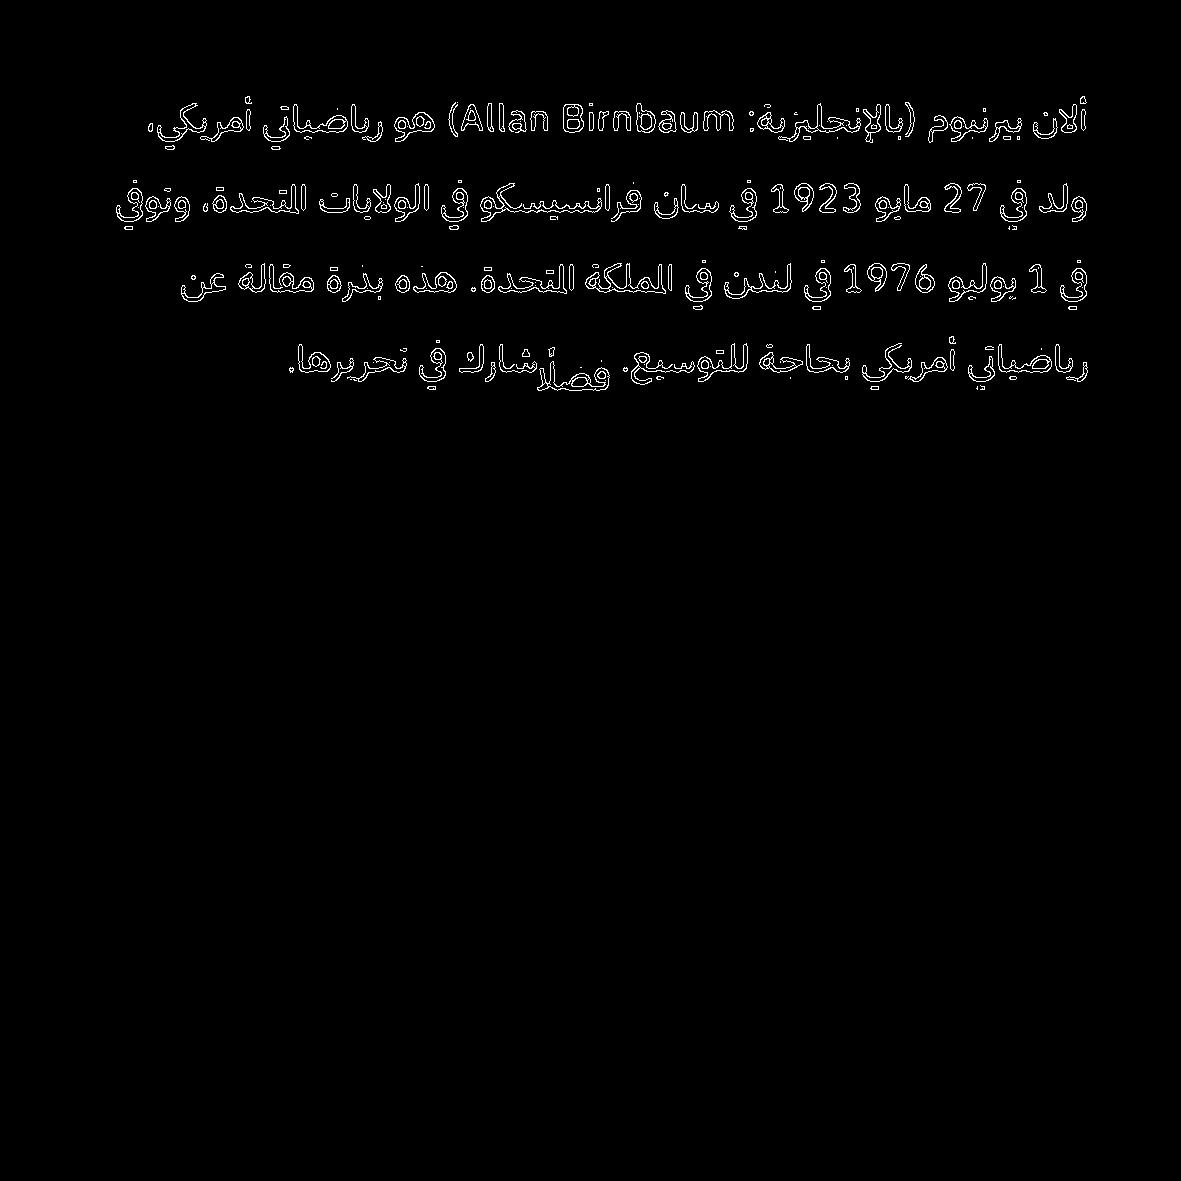 ألان بيرنبوم (بالإنجليزية: Allan Birnbaum) هو رياضياتي أمريكي،
ولد في 27 مايو 1923 في سان فرانسيسكو في الولايات المتحدة، وتوفي
في 1 يوليو 1976 في لندن في المملكة المتحدة. هذه بذرة مقالة عن
رياضياتي أمريكي بحاجة للتوسيع. فضلًا شارك في تحريرها.